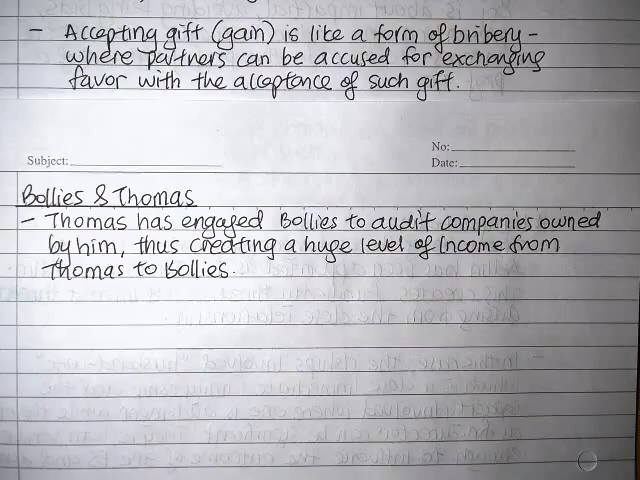 - Accepting gift (gain) is like a form of bribery -
where partners can be accused for exchanging
favor with the acceptance of such gift.
No:
Subject:
Date:
Bollies & Thomas
- Thomas has engaged Bollies to audit companies owned
by him, thus creating a huge level of Income from
Thomas to Bollies.